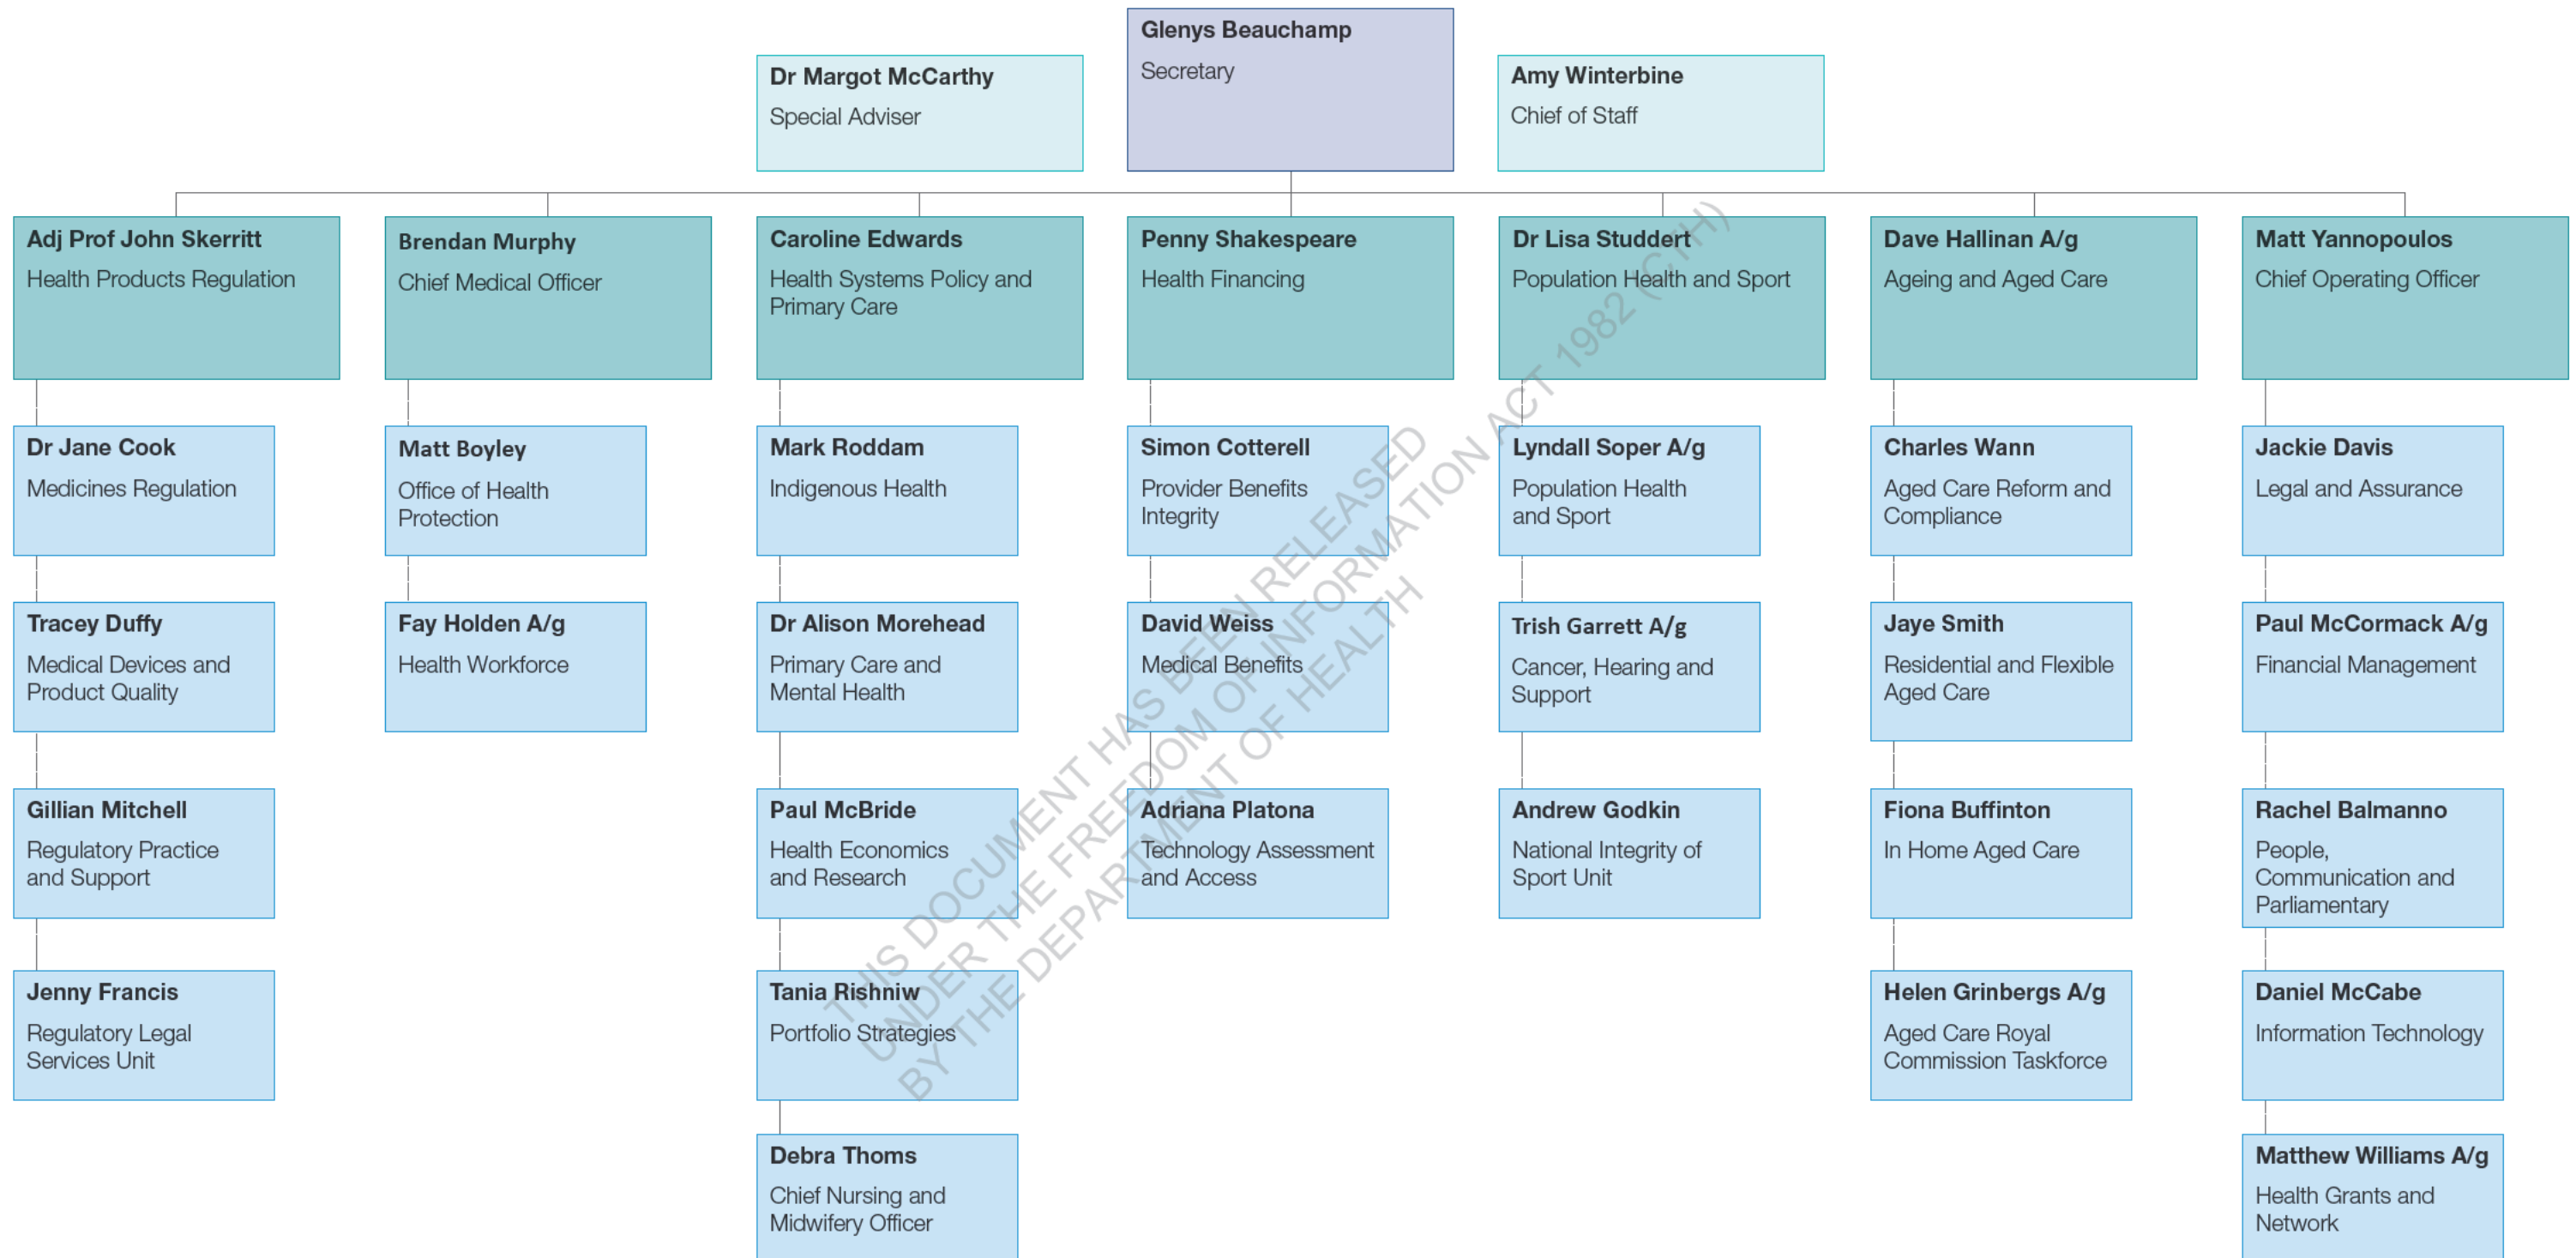 Glenys Beauchamp
Secretary
Dr Margot McCarthy
Special Adviser
Amy Winterbine
Chief of Staff
Adj Prof John Skerritt
Health Products Regulation
Dr Jane Cook
Medicines Regulation
Tracey Duffy
Medical Devices and
Product Quality
Gillian Mitchell
Regulatory Practice
and Support
Jenny Francis
Regulatory Legal
Services Unit
Brendan Murphy
Chief Medical Officer
Matt Boyley
Office of Health
Protection
Fay Holden A/g
Health Workforce
Caroline Edwards
Health Systems Policy and
Primary Care
Mark Roddam
Indigenous Health
Dr Alison Morehead
Primary Care and
Mental Health
Paul McBride
Health Economics
and Research
Tania Rishniw
Portfolio Strategies
Debra Thoms
Chief Nursing and
Midwifery Officer
Penny Shakespeare
Health Financing
Simon Cotterell
Provider Benefits
Integrity
David Weiss
Medical Benefits
Adriana Platona
Technology Assessment
and Access
Dr Lisa Studdert
Population Health and Sport
Lyndall Soper A/g
Population Health
and Sport
Trish Garrett A/g
Cancer, Hearing and
Support
Andrew Godkin
National Integrity of
Sport Unit
Dave Hallinan A/g
Ageing and Aged Care
Charles Wann
Aged Care Reform and
Compliance
Jaye Smith
Residential and Flexible
Aged Care
Fiona Buffinton
In Home Aged Care
Helen Grinbergs A/g
Aged Care Royal
Commission Taskforce
Matt Yannopoulos
Chief Operating Officer
Jackie Davis
Legal and Assurance
Paul McCormack A/g
Financial Management
Rachel Balmanno
People,
Communication and
Parliamentary
Daniel McCabe
Information Technology
Matthew Williams A/g
Health Grants and
Network
THIS DOCUMENT HAS BEEN RELEASED
UNDER THE FREEDOM OF INFORMATION ACT 1982 (CTH)
BY THE DEPARTMENT OF HEALTH